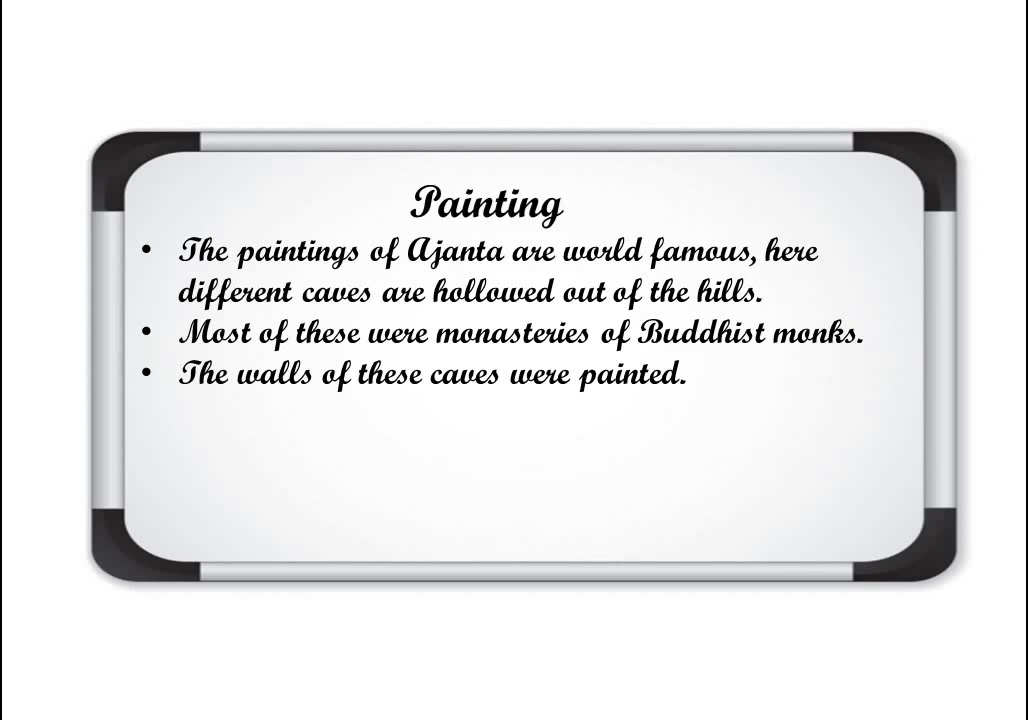 Painting
• The paintings of Ajanta are world famous, here
different caves are hollowed out of the hills.
• Most of these were monasteries of Buddhist monks.
• The walls of these caves were painted.